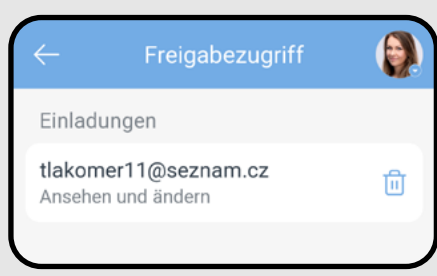 Freigabezugriff
Einladungen
tlakomer11@seznam.cz
Ansehen und ändern